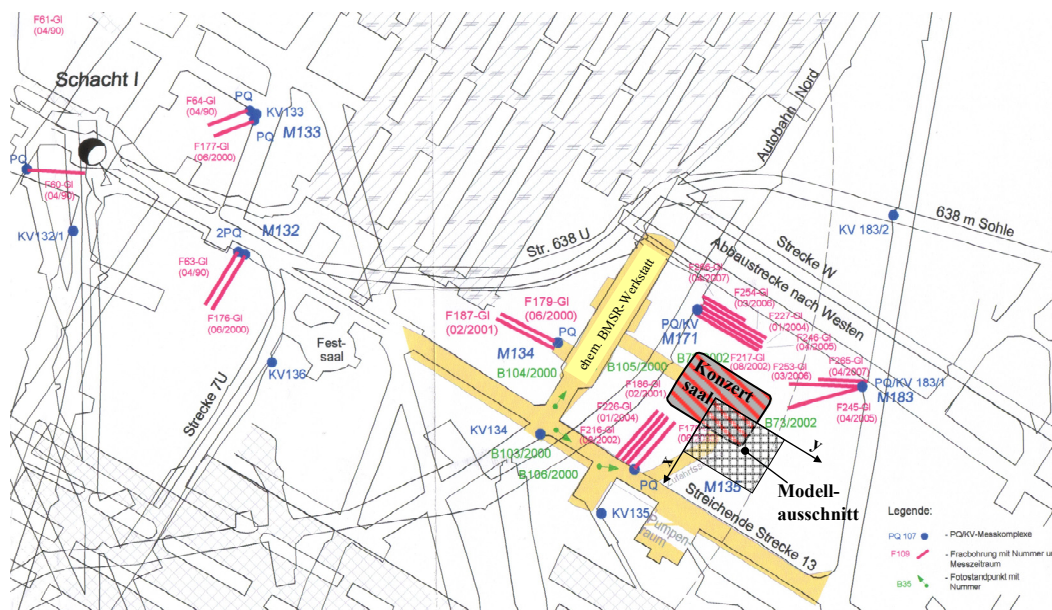 F61-GI
(04/90)
Schacht I
PQ
F64-GI
(04/90)
KV133
PQ
M133
F177-GI
(06/2000)
PQ
F60-GI
(04/90)
KV132/1
2PQ
M132
F63-GI
(04/90)
F176-GI
(06/2000)
Str. 638 U
Autobahn Nord
KV 183/2
638 m Sohle
Strecke W
Abbaustrecke nach Westen
ehem. BMSR-Werkstatt
F179-GI
(06/2000)
F187-GI
(02/2001)
PQ
M134
B104/2000
B105/2000
PQ/KV
M171
F254-GI
(03/2006)
F227-GI
(01/2004)
F246-GI
(04/2005)
F217-GI
(08/2002)
F253-GI
(03/2006)
F265-GI
(04/2007)
PQ/KV 183/1
M183
F245-GI
(04/2005)
B73/2002
Fest-
saal
KV136
Strecke 7U
F186-GI
(02/2001)
F226-GI
(01/2004)
F216-GI
(08/2002)
Konzert
saal
KV134
B103/2000
B106/2000
PQ
x
y
M135
Modell-
ausschnitt
KV135
Pumpen-
raum
Streichende Strecke 13
Legende:
PQ 107 - PQ/KV-Messkomplexe
F109 - Fracbohrung mit Nummer u
Messzeitraum
B35 - Fotostandpunkt mit
Nummer